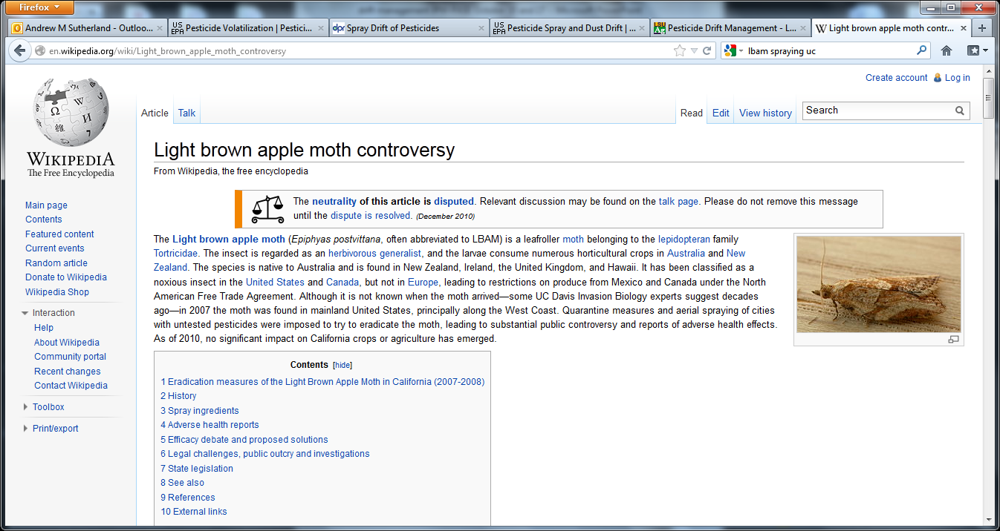 Firefox
Andrew M Sutherland - Outloo...
US EPA Pesticide Volatilization | Pestici...
dpr Spray Drift of Pesticides
US EPA Pesticide Spray and Dust Drift | ...
LSU Ag Pesticide Drift Management - L...
W Light brown apple moth contr...
en.wikipedia.org/wiki/Light_brown_apple_moth_controversy
lbam spraying uc
Create account Log in
Article Talk
Read Edit View history
Search
WIKIPEDIA
The Free Encyclopedia
Main page
Contents
Featured content
Current events
Random article
Donate to Wikipedia
Wikipedia Shop
Interaction
Help
About Wikipedia
Community portal
Recent changes
Contact Wikipedia
Toolbox
Print/export
Light brown apple moth controversy
From Wikipedia, the free encyclopedia
The neutrality of this article is disputed. Relevant discussion may be found on the talk page. Please do not remove this message
until the dispute is resolved. (December 2010)
The Light brown apple moth (Epiphyas postvittana, often abbreviated to LBAM) is a leafroller moth belonging to the lepidopteran family
Tortricidae. The insect is regarded as an herbivorous generalist, and the larvae consume numerous horticultural crops in Australia and New
Zealand. The species is native to Australia and is found in New Zealand, Ireland, the United Kingdom, and Hawaii. It has been classified as a
noxious insect in the United States and Canada, but not in Europe, leading to restrictions on produce from Mexico and Canada under the North
American Free Trade Agreement. Although it is not known when the moth arrived—some UC Davis Invasion Biology experts suggest decades
ago—in 2007 the moth was found in mainland United States, principally along the West Coast. Quarantine measures and aerial spraying of cities
with untested pesticides were imposed to try to eradicate the moth, leading to substantial public controversy and reports of adverse health effects.
As of 2010, no significant impact on California crops or agriculture has emerged.
Contents [hide]
1 Eradication measures of the Light Brown Apple Moth in California (2007-2008)
2 History
3 Spray ingredients
4 Adverse health reports
5 Efficacy debate and proposed solutions
6 Legal challenges, public outcry and investigations
7 State legislation
8 See also
9 References
10 External links